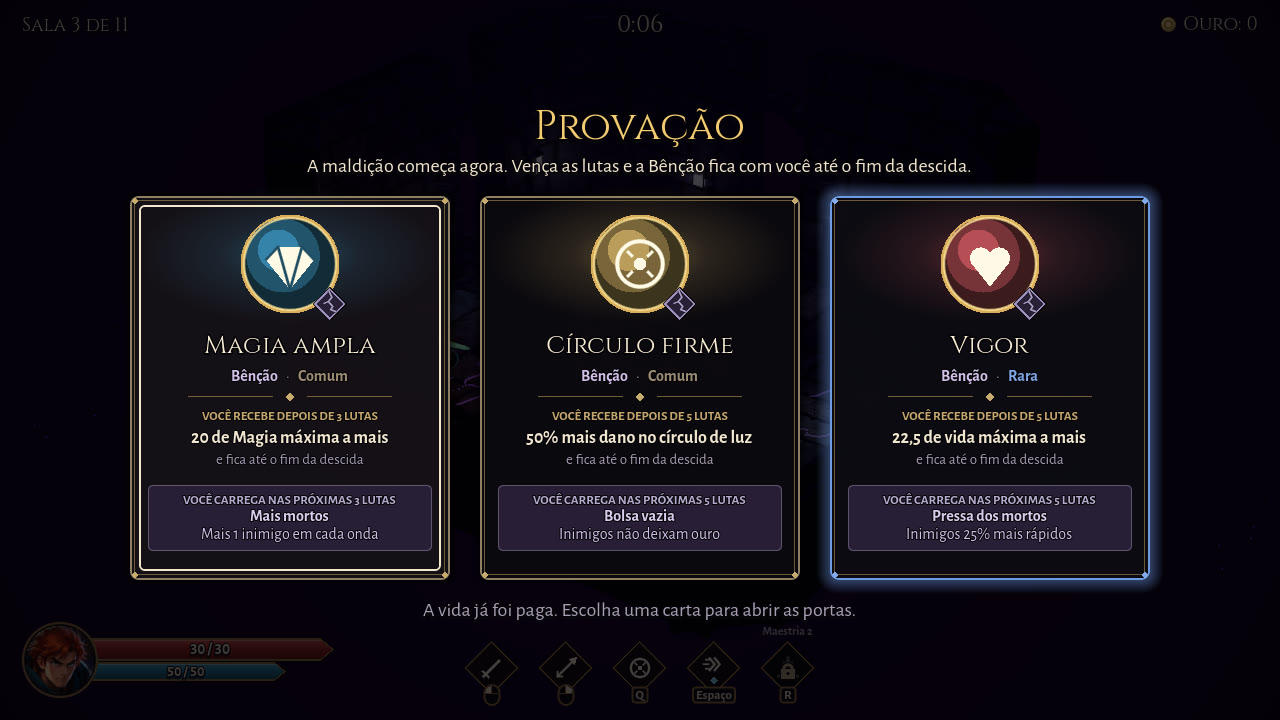 Sala 3 de 11
0:06
Ouro: 0
Provação
A maldição começa agora. Vença as lutas e a Bênção fica com você até o fim da descida.
Magia ampla
Bênção · Comum
VOCÊ RECEBE DEPOIS DE 3 LUTAS
20 de Magia máxima a mais
e fica até o fim da descida
VOCÊ CARREGA NAS PRÓXIMAS 3 LUTAS
Mais mortos
Mais 1 inimigo em cada onda
Círculo firme
Bênção · Comum
VOCÊ RECEBE DEPOIS DE 5 LUTAS
50% mais dano no círculo de luz
e fica até o fim da descida
VOCÊ CARREGA NAS PRÓXIMAS 5 LUTAS
Bolsa vazia
Inimigos não deixam ouro
Vigor
Bênção · Rara
VOCÊ RECEBE DEPOIS DE 5 LUTAS
22,5 de vida máxima a mais
e fica até o fim da descida
VOCÊ CARREGA NAS PRÓXIMAS 5 LUTAS
Pressa dos mortos
Inimigos 25% mais rápidos
A vida já foi paga. Escolha uma carta para abrir as portas.
Maestria 2
30/30
50/50
Q
Espaço
R